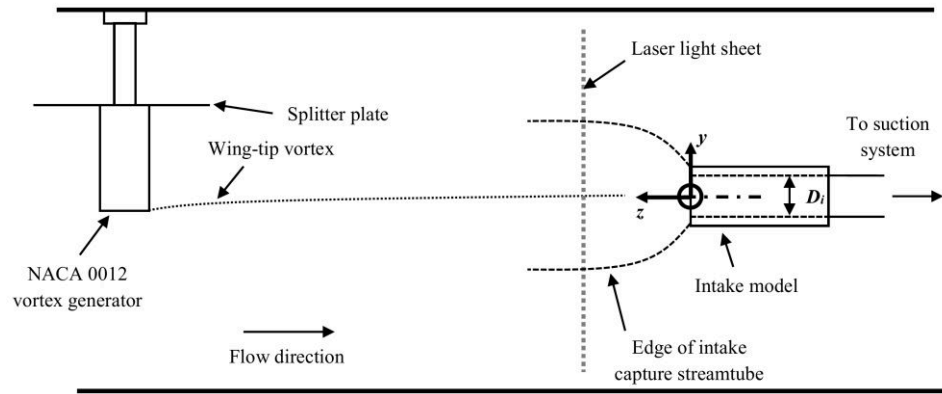 Laser light sheet
Splitter plate
Wing-tip vortex
To suction
system
y
z
D_i
NACA 0012
vortex generator
Intake model
Flow direction
Edge of intake
capture streamtube